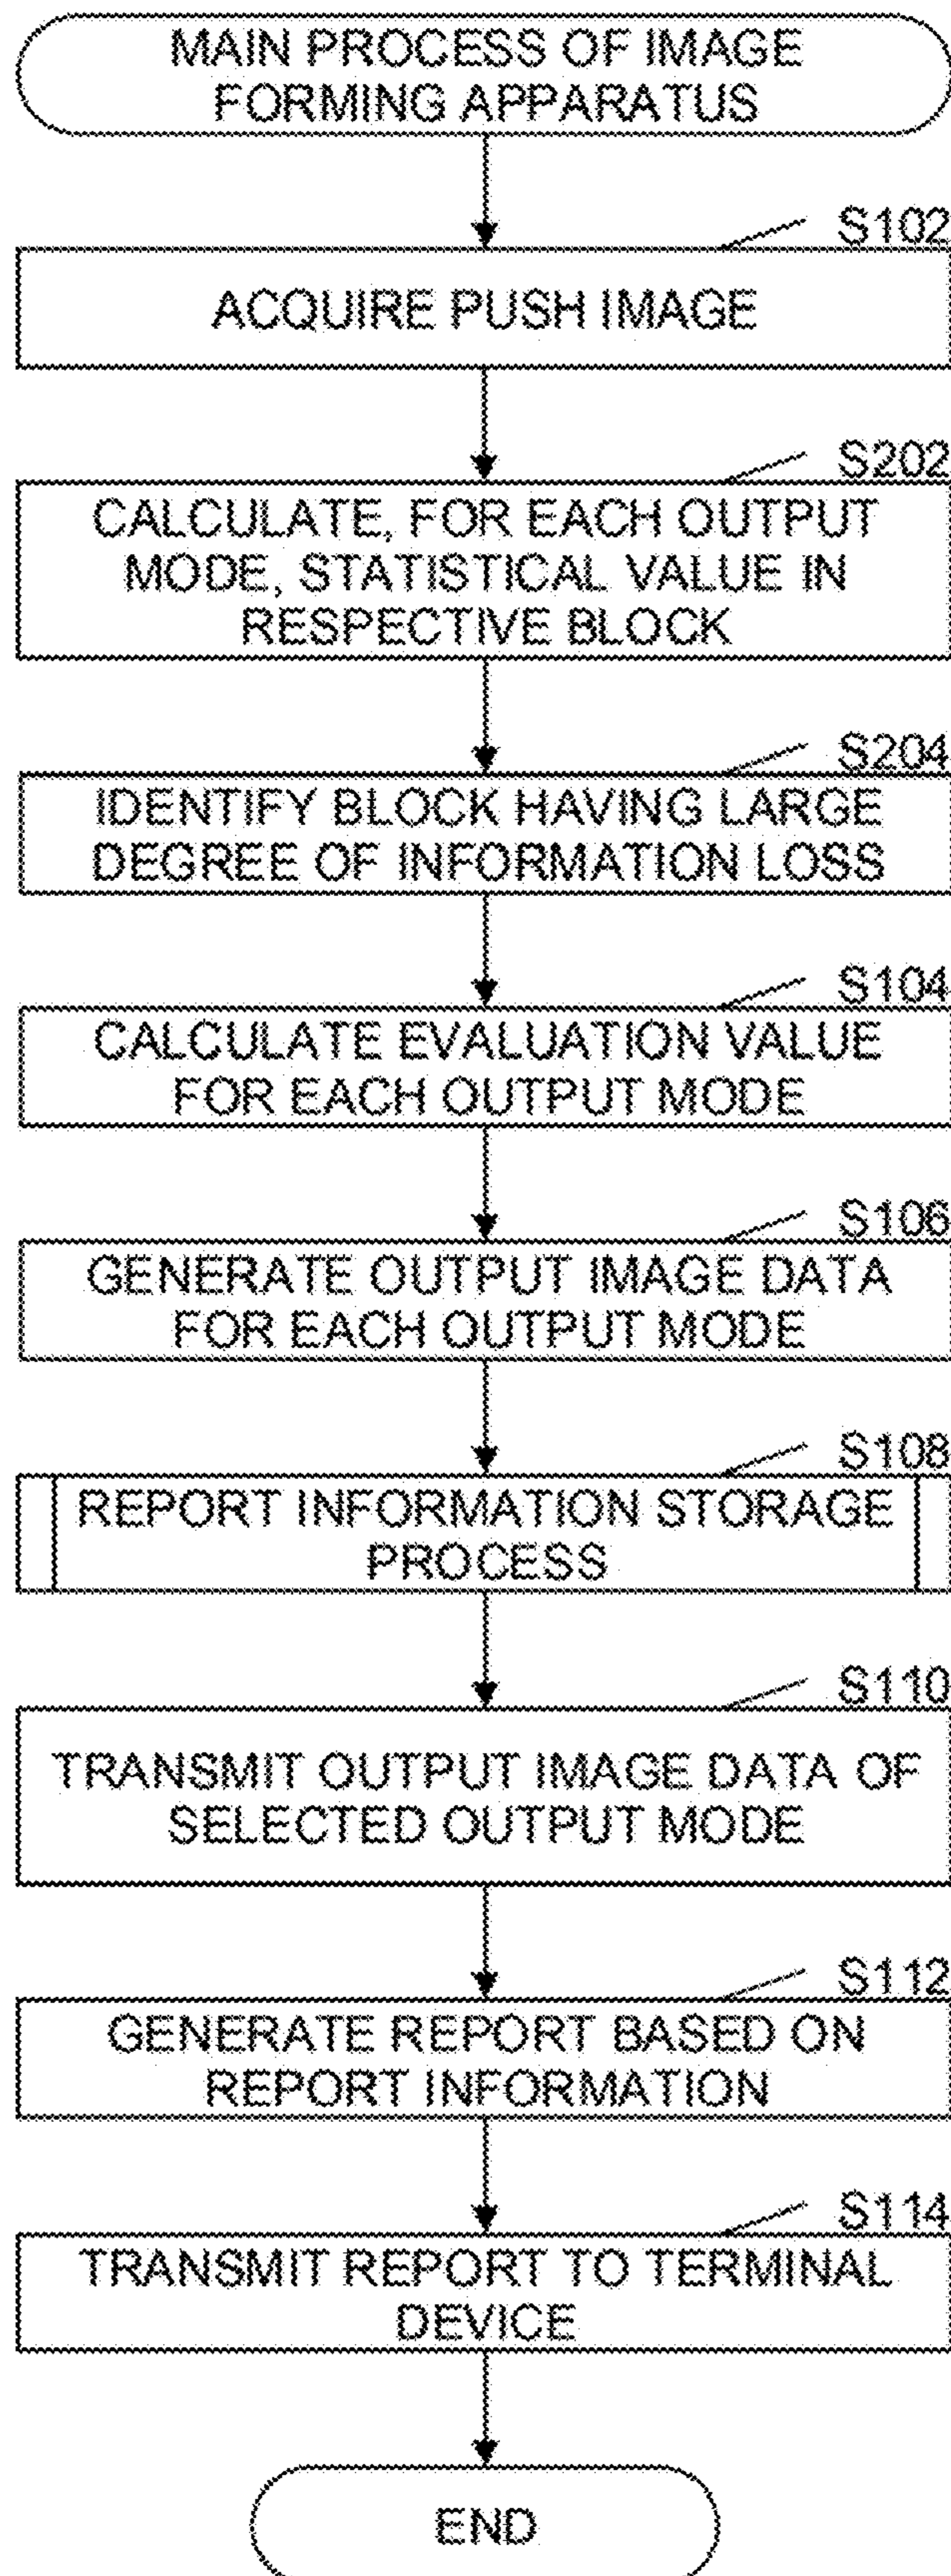 MAIN PROCESS OF IMAGE
FORMING APPARATUS
S102
ACQUIRE PUSH IMAGE
S202
CALCULATE, FOR EACH OUTPUT
MODE, STATISTICAL VALUE IN
RESPECTIVE BLOCK
S204
IDENTIFY BLOCK HAVING LARGE
DEGREE OF INFORMATION LOSS
S104
CALCULATE EVALUATION VALUE
FOR EACH OUTPUT MODE
S106
GENERATE OUTPUT IMAGE DATA
FOR EACH OUTPUT MODE
S108
REPORT INFORMATION STORAGE
PROCESS
S110
TRANSMIT OUTPUT IMAGE DATA OF
SELECTED OUTPUT MODE
S112
GENERATE REPORT BASED ON
REPORT INFORMATION
S114
TRANSMIT REPORT TO TERMINAL
DEVICE
END